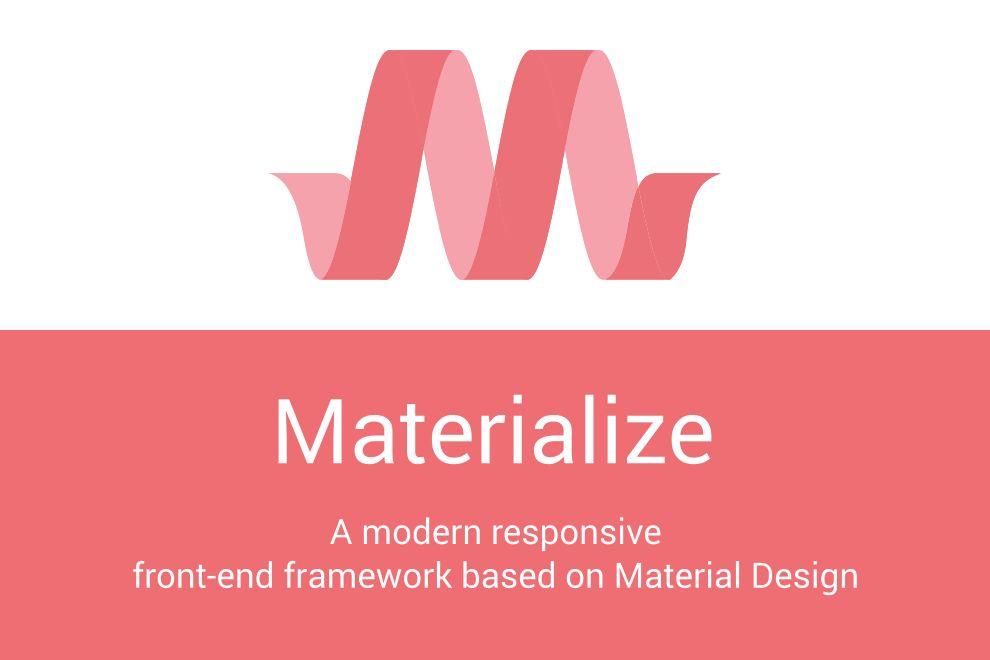 Materialize
A modern responsive
front-end framework based on Material Design